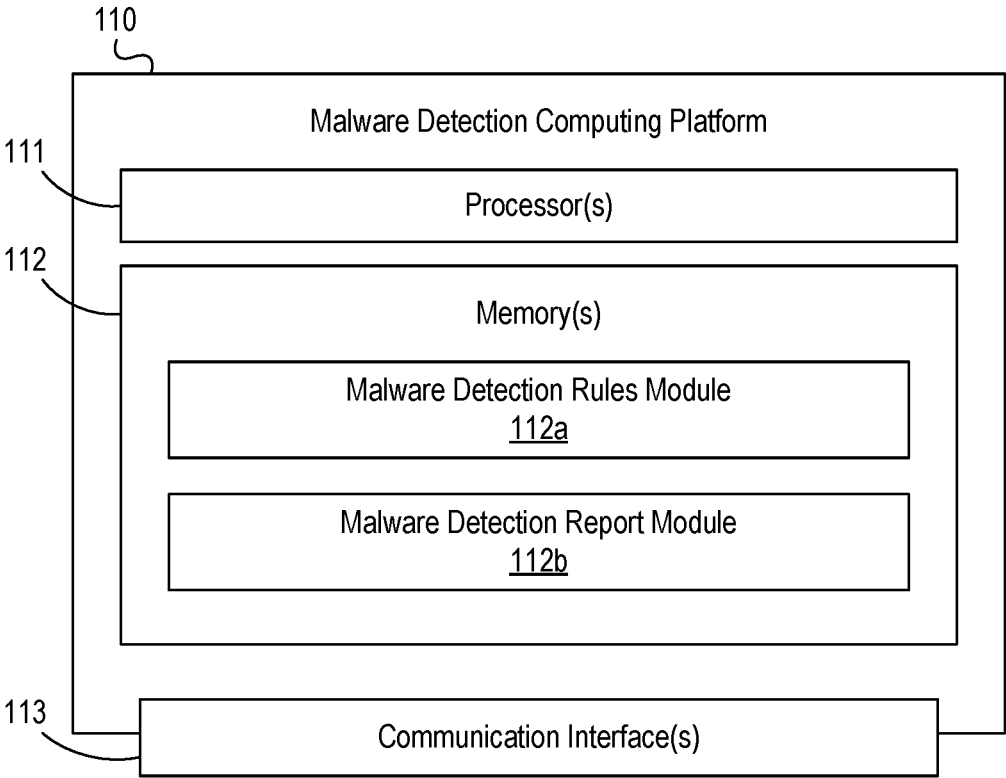 110
Malware Detection Computing Platform
111
Processor(s)
112
Memory(s)
Malware Detection Rules Module
112a
Malware Detection Report Module
112b
113
Communication Interface(s)